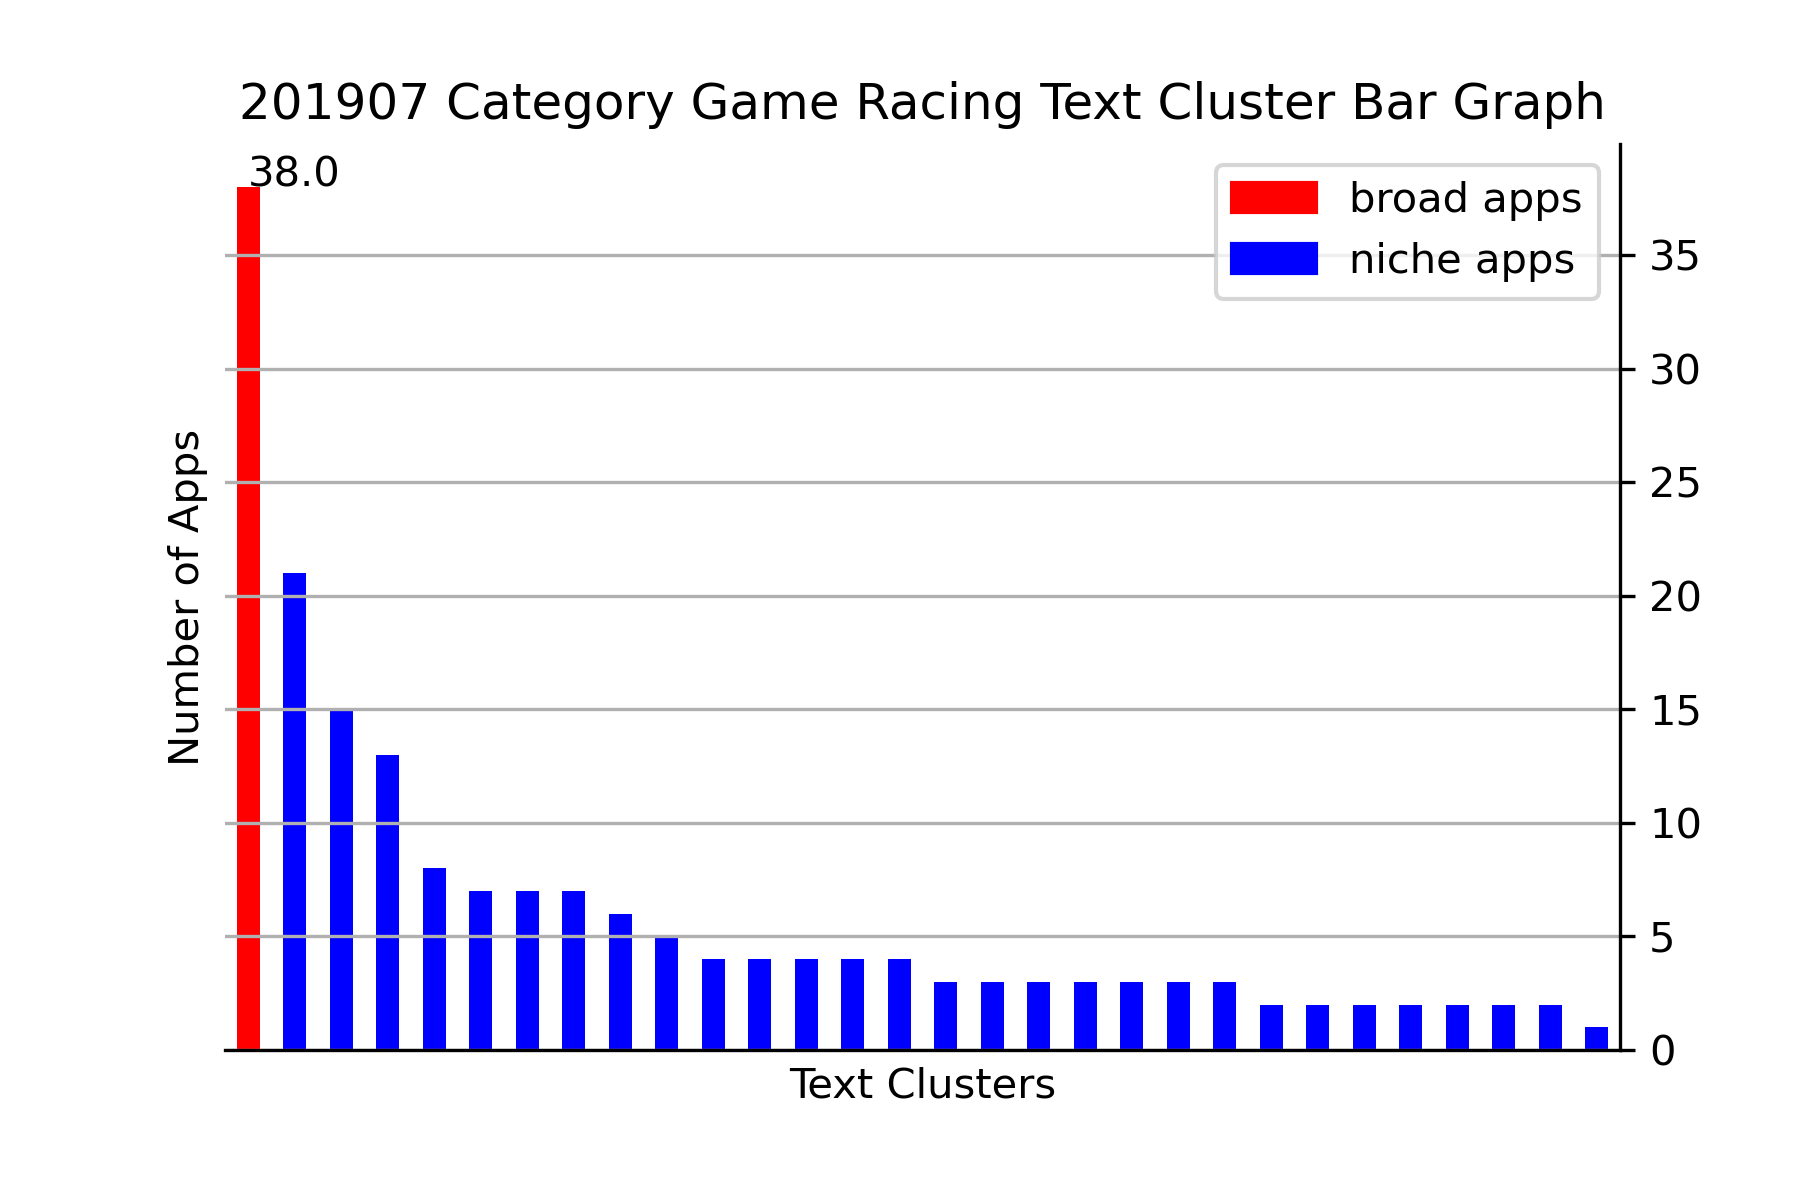 201907 Category Game Racing Text Cluster Bar Graph
38.0
broad apps
niche apps
35
30
25
20
15
10
5
0
Number of Apps
Text Clusters